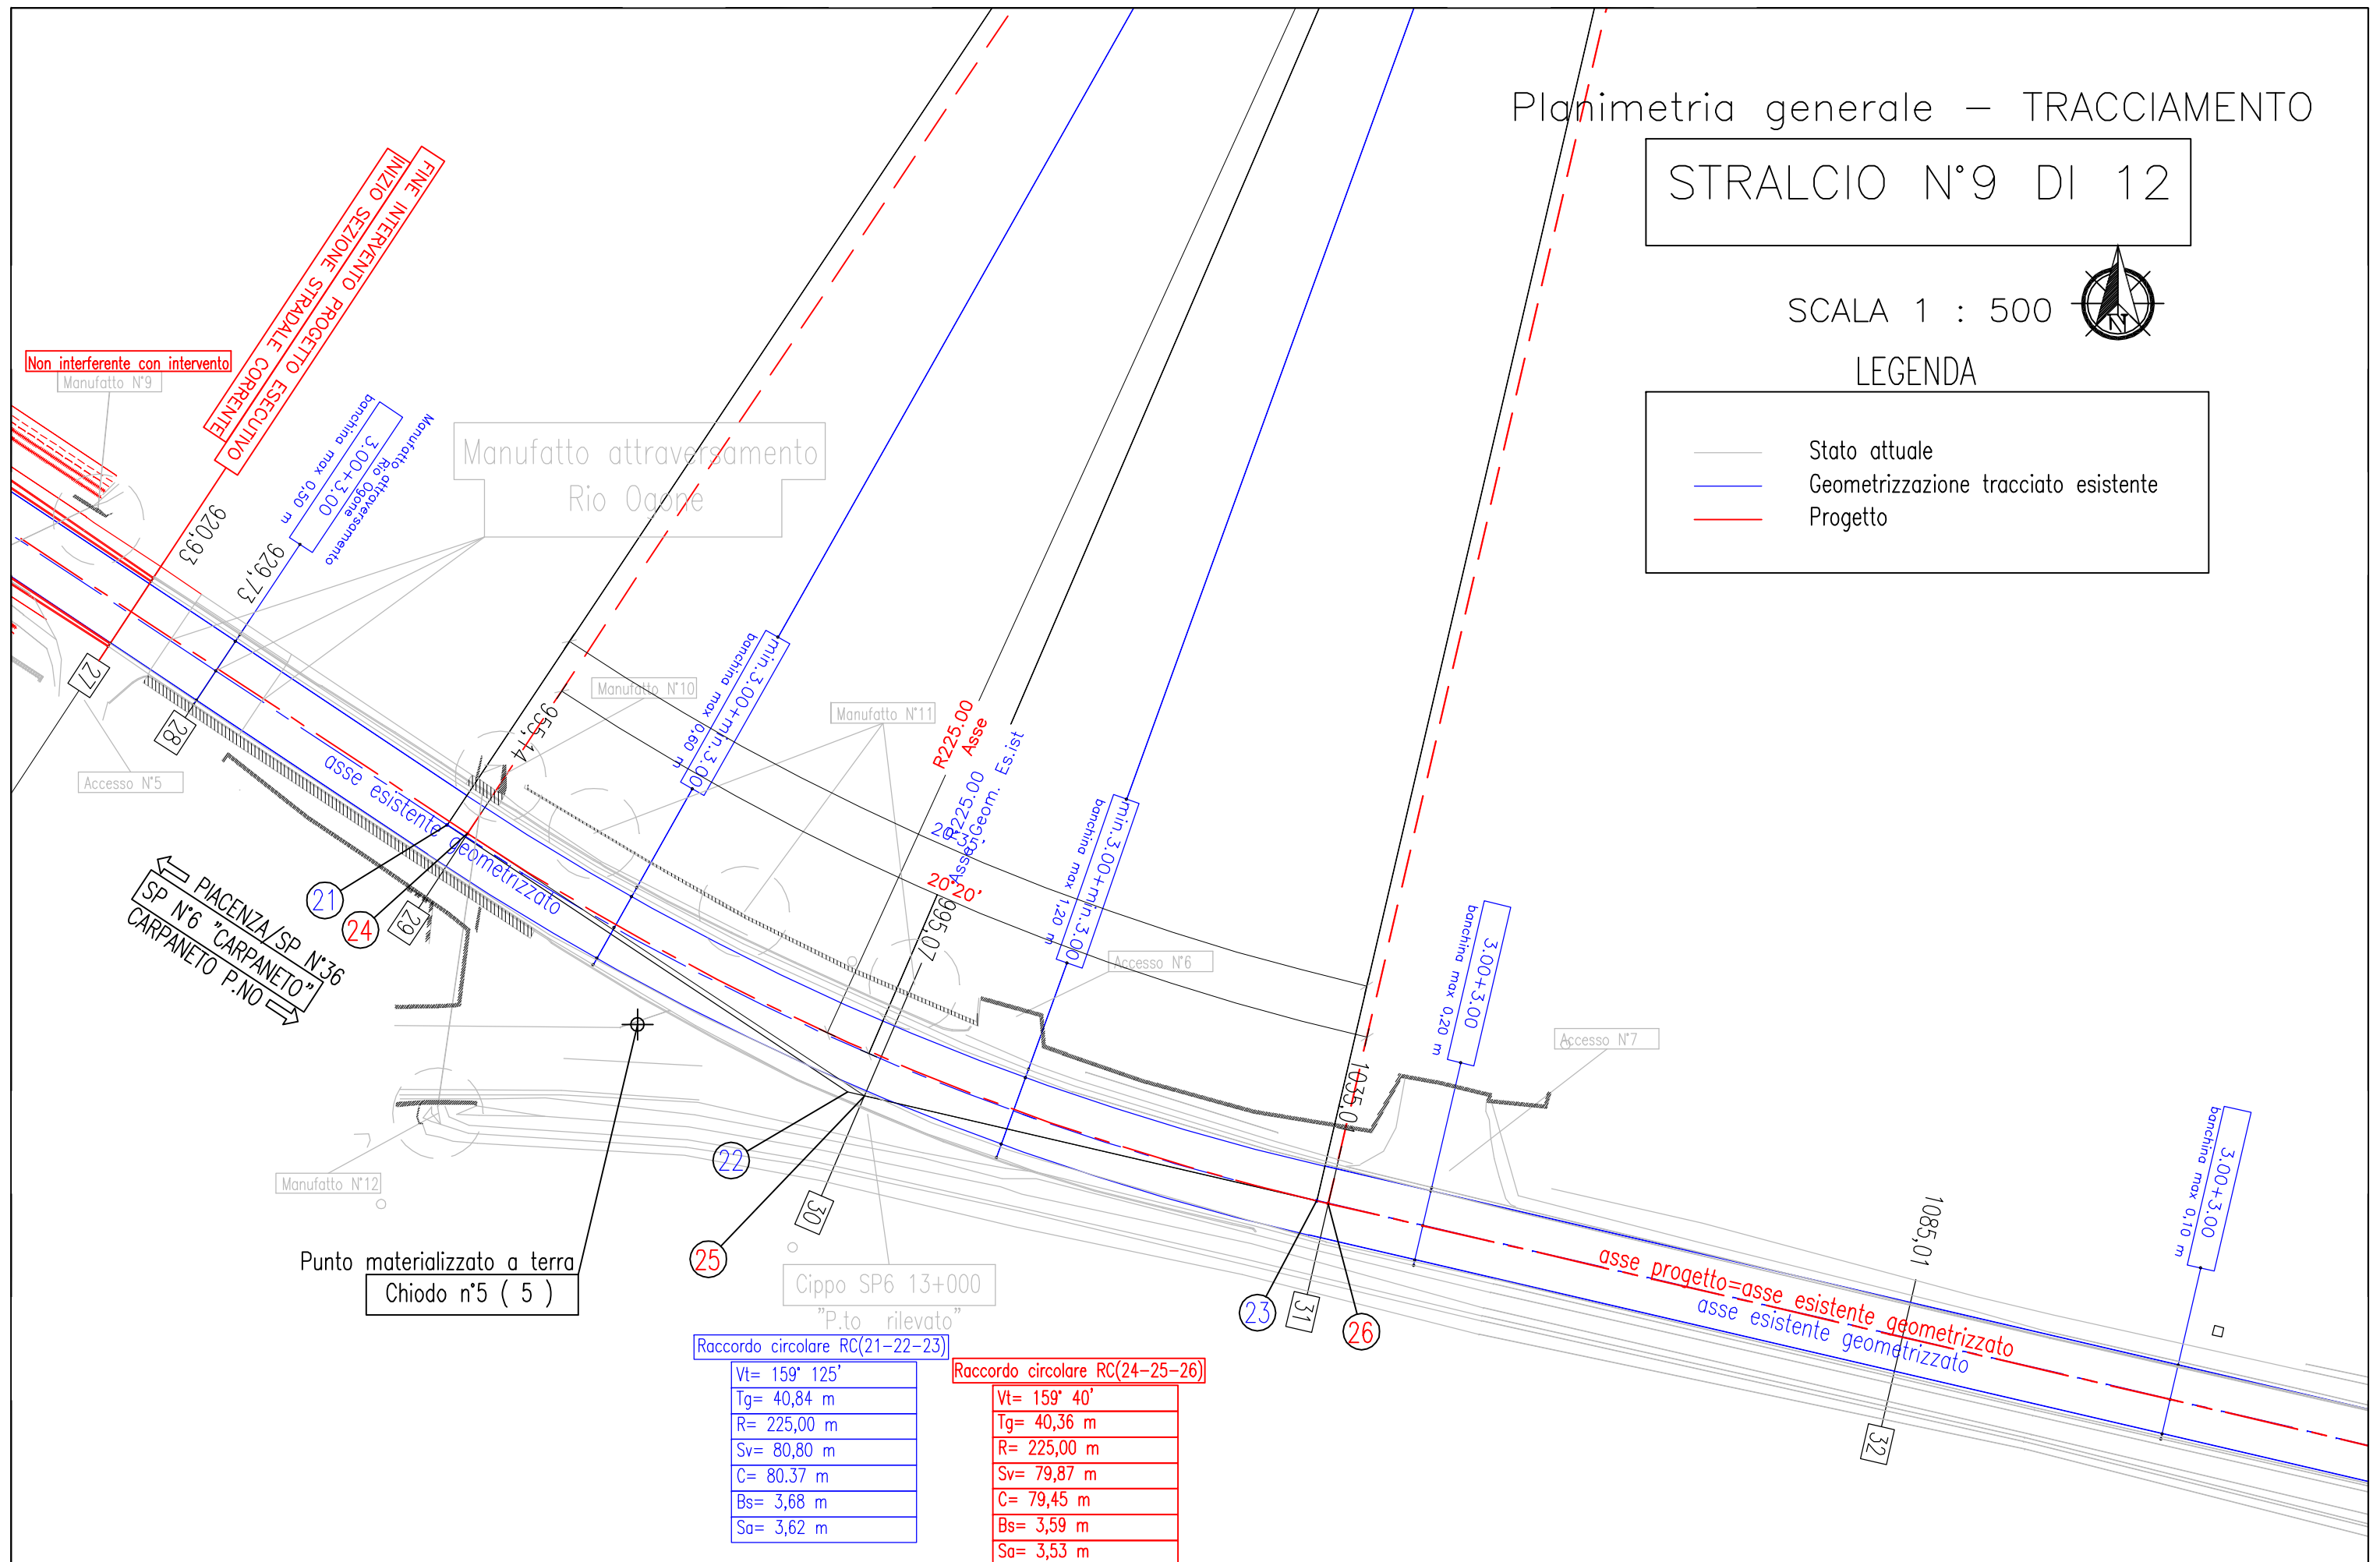 Planimetria generale – TRACCIAMENTO
STRALCIO N°9 DI 12
SCALA 1 : 500
N
LEGENDA
Stato attuale
Geometrizzazione tracciato esistente
Progetto
FINE INTERVENTO PROGETTO ESECUTIVO
INIZIO SEZIONE STRADALE CORRENTE
Non interferente con intervento
Manufatto N°9
920,93
929,73
Manufatto attraversamento
Rio Ogone
3.00+3.00
banchina max 0,50 m
Manufatto attraversamento
Rio Ogone
27
28
Accesso N°5
asse esistente geometrizzato
955,14
Manufatto N°10
min.3.00+min.3.00
banchina max 0,60 m
Manufatto N°11
R225.00
Asse
R225.00
Asse Geom. Es.ist
20°20'
995,07
min.3.00+min.3.00
banchina max 1,20 m
Accesso N°6
3.00+3.00
banchina max 0,20 m
Accesso N°7
21
24
29
PIACENZA/SP N°36
SP N°6 "CARPANETO"
CARPANETO P.NO
22
25
30
Manufatto N°12
Punto materializzato a terra
Chiodo n°5 ( 5 )
Cippo SP6 13+000
"P.to rilevato"
23
31
26
asse progetto=asse esistente geometrizzato
asse esistente geometrizzato
1085,01
32
3.00+3.00
banchina max 0,10 m
Raccordo circolare RC(21-22-23)
Vt= 159° 125'
Tg= 40,84 m
R= 225,00 m
Sv= 80,80 m
C= 80.37 m
Bs= 3,68 m
Sa= 3,62 m
Raccordo circolare RC(24-25-26)
Vt= 159° 40'
Tg= 40,36 m
R= 225,00 m
Sv= 79,87 m
C= 79,45 m
Bs= 3,59 m
Sa= 3,53 m